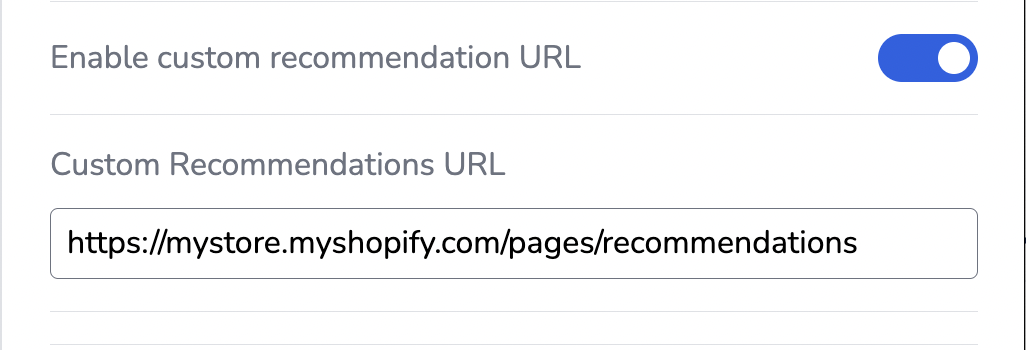 Enable custom recommendation URL
Custom Recommendations URL
https://mystore.myshopify.com/pages/recommendations